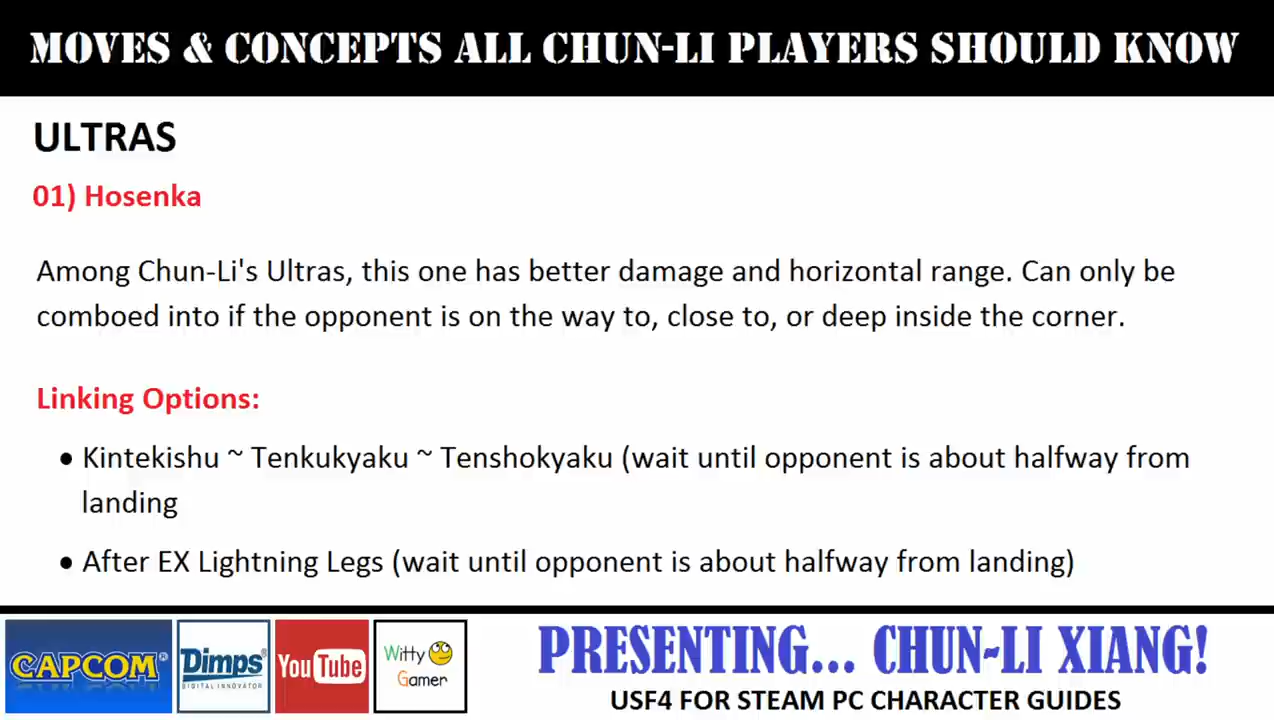 MOVES & CONCEPTS ALL CHUN-LI PLAYERS SHOULD KNOW
ULTRAS
01) Hosenka
Among Chun-Li's Ultras, this one has better damage and horizontal range. Can only be
comboed into if the opponent is on the way to, close to, or deep inside the corner.
Linking Options:
• Kintekishu ~ Tenkukyaku ~ Tenshokyaku (wait until opponent is about halfway from
landing
• After EX Lightning Legs (wait until opponent is about halfway from landing)
CAPCOM®
Dimps®
DIGITAL INNOVATOR
YouTube
Witty
Gamer
PRESENTING... CHUN-LI XIANG!
USF4 FOR STEAM PC CHARACTER GUIDES